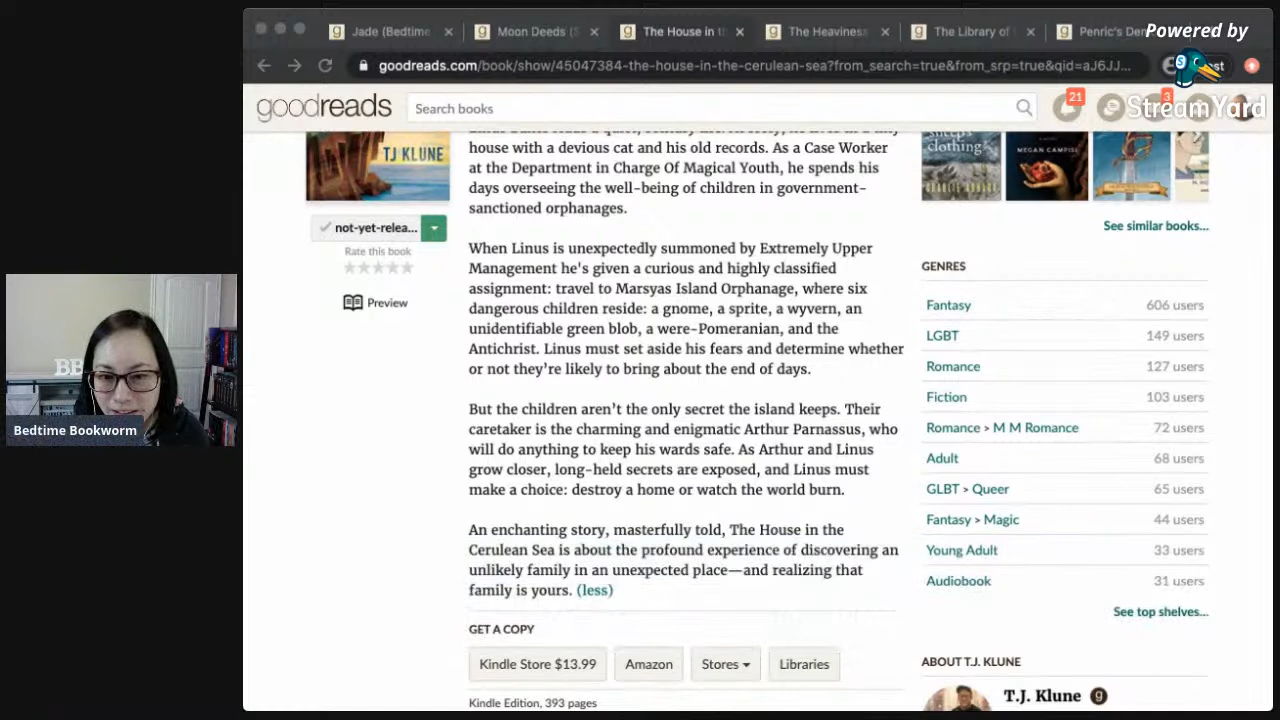 Jade (Bedtime
Moon Deeds (S
The House in t
The Heaviness
The Library of
Penric's De
Powered by
goodreads.com/book/show/45047384-the-house-in-the-cerulean-sea?from_search=true&from_srp=true&qid=aJ6JJ...
StreamYard
goodreads
Search books
21
3
house with a devious cat and his old records. As a Case Worker
at the Department in Charge Of Magical Youth, he spends his
days overseeing the well-being of children in government-
sanctioned orphanages.
When Linus is unexpectedly summoned by Extremely Upper
Management he's given a curious and highly classified
assignment: travel to Marsyas Island Orphanage, where six
dangerous children reside: a gnome, a sprite, a wyvern, an
unidentifiable green blob, a were-Pomeranian, and the
Antichrist. Linus must set aside his fears and determine whether
or not they’re likely to bring about the end of days.
But the children aren’t the only secret the island keeps. Their
caretaker is the charming and enigmatic Arthur Parnassus, who
will do anything to keep his wards safe. As Arthur and Linus
grow closer, long-held secrets are exposed, and Linus must
make a choice: destroy a home or watch the world burn.
An enchanting story, masterfully told, The House in the
Cerulean Sea is about the profound experience of discovering an
unlikely family in an unexpected place—and realizing that
family is yours. (less)
GET A COPY
Kindle Store $13.99
Amazon
Stores
Libraries
Kindle Edition, 393 pages
TJ KLUNE
not-yet-relea...
Rate this book
Preview
clothing
MEGAN CAMPISI
See similar books...
GENRES
Fantasy 606 users
LGBT 149 users
Romance 127 users
Fiction 103 users
Romance > M M Romance 72 users
Adult 68 users
GLBT > Queer 65 users
Fantasy > Magic 44 users
Young Adult 33 users
Audiobook 31 users
See top shelves...
ABOUT T.J. KLUNE
T.J. Klune
BB
Bedtime Bookworm